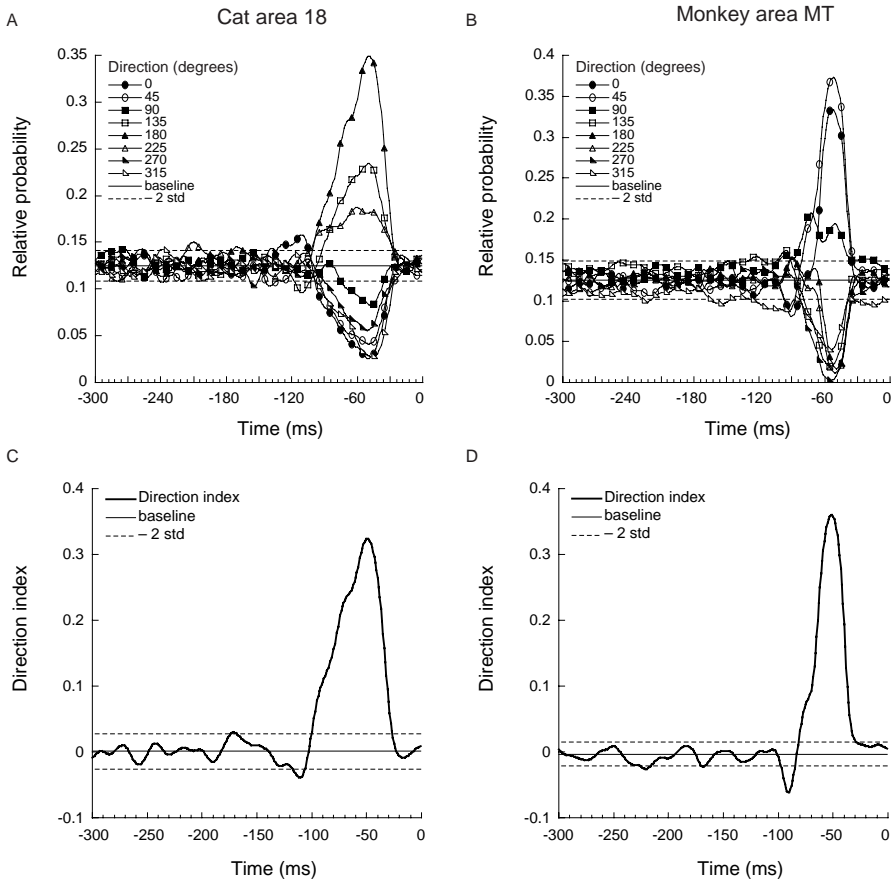 A
Cat area 18
Relative probability
0.35
0.3
0.25
0.2
0.15
0.1
0.05
0
Direction (degrees)
0
45
90
135
180
225
270
315
baseline
– 2 std
-300 -240 -180 -120 -60 0
Time (ms)
B
Monkey area MT
Relative probability
0.4
0.35
0.3
0.25
0.2
0.15
0.1
0.05
0
Direction (degrees)
0
45
90
135
180
225
270
315
baseline
– 2 std
-300 -240 -180 -120 -60 0
Time (ms)
C
Direction index
0.4
0.3
0.2
0.1
0
-0.1
Direction index
baseline
– 2 std
-300 -250 -200 -150 -100 -50 0
Time (ms)
D
Direction index
0.4
0.3
0.2
0.1
0
-0.1
Direction index
baseline
– 2 std
-300 -250 -200 -150 -100 -50 0
Time (ms)